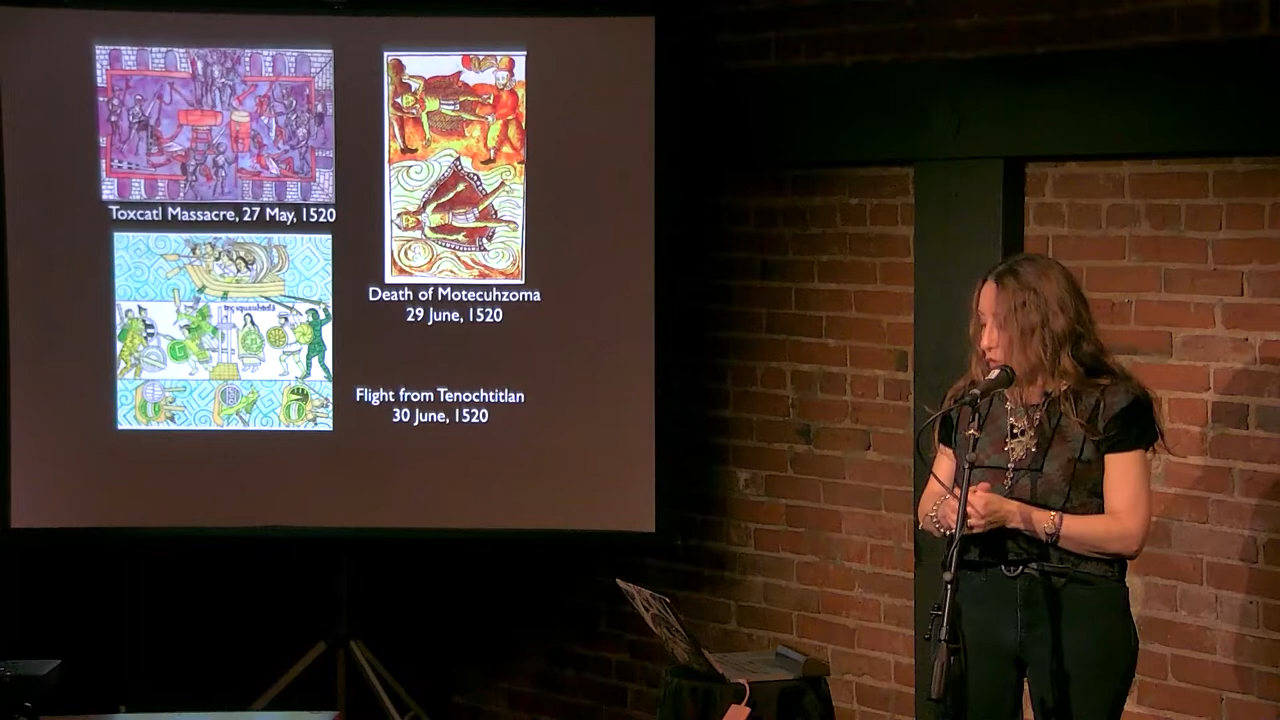 Toxcatl Massacre, 27 May, 1520
Death of Motecuhzoma
29 June, 1520
Flight from Tenochtitlan
30 June, 1520